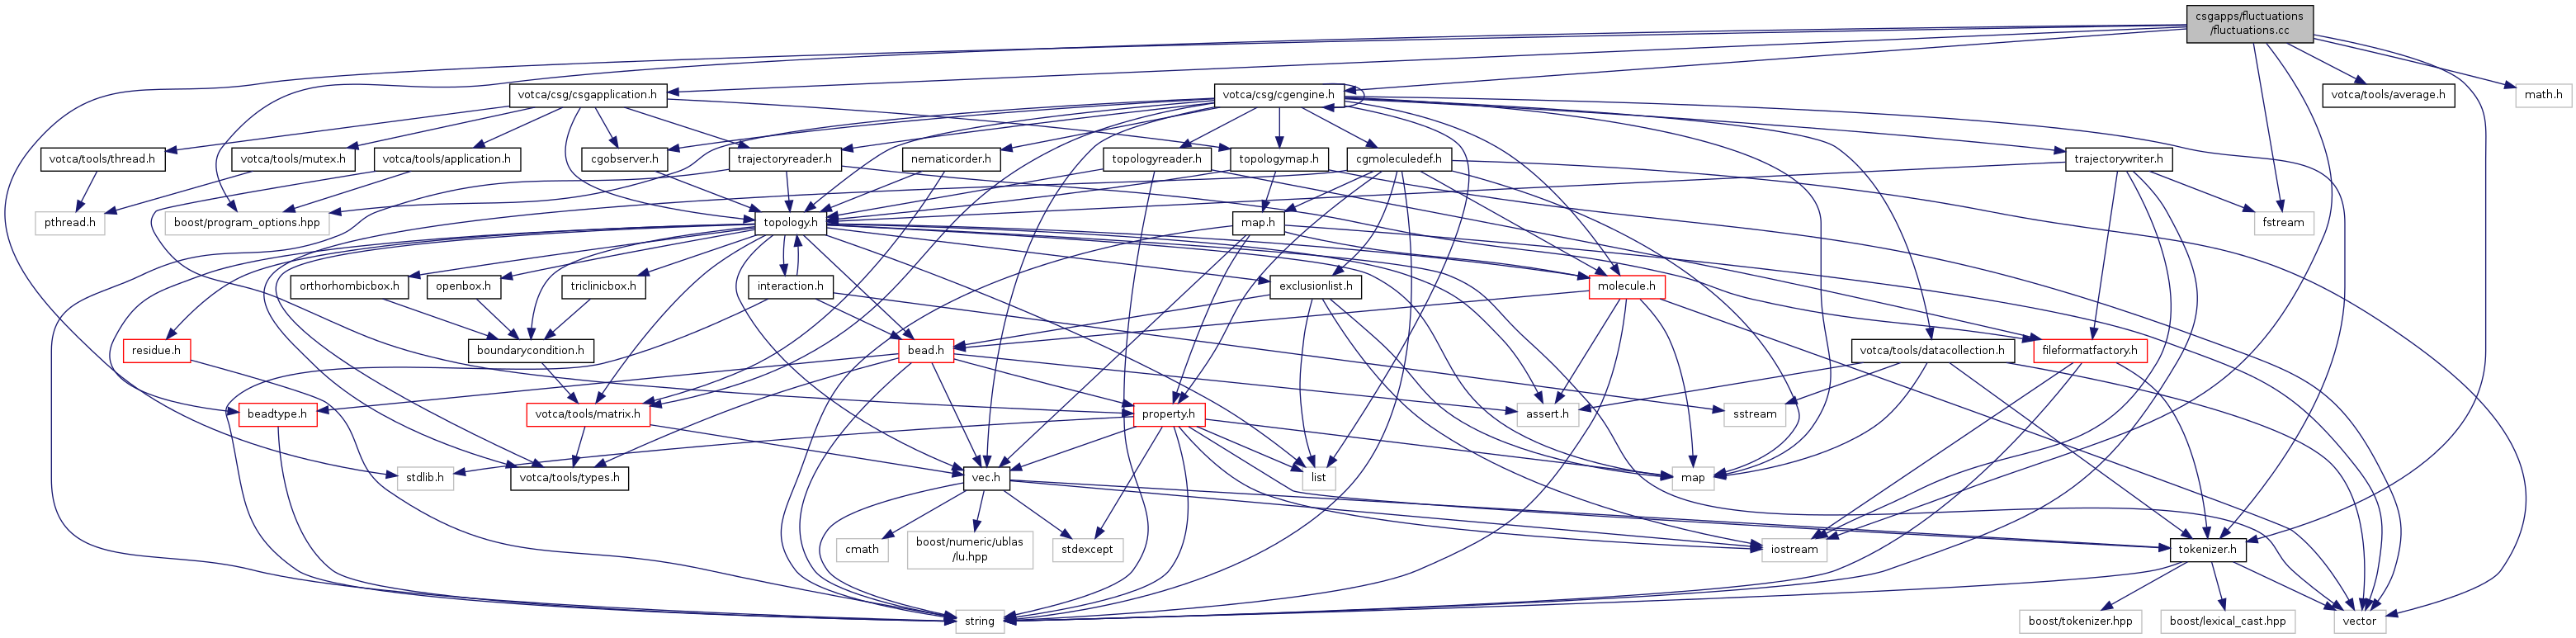 csgapps/fluctuations
/fluctuations.cc
votca/csg/csgapplication.h
votca/csg/cgengine.h
votca/tools/average.h
math.h
votca/tools/thread.h
votca/tools/mutex.h
votca/tools/application.h
cgobserver.h
trajectoryreader.h
nematicorder.h
topologyreader.h
topologymap.h
cgmoleculedef.h
trajectorywriter.h
pthread.h
boost/program_options.hpp
topology.h
map.h
fstream
orthorhombicbox.h
openbox.h
triclinicbox.h
interaction.h
exclusionlist.h
molecule.h
residue.h
boundarycondition.h
bead.h
votca/tools/datacollection.h
fileformatfactory.h
beadtype.h
votca/tools/matrix.h
property.h
assert.h
sstream
stdlib.h
votca/tools/types.h
vec.h
list
map
cmath
boost/numeric/ublas
/lu.hpp
stdexcept
iostream
tokenizer.h
string
boost/tokenizer.hpp
boost/lexical_cast.hpp
vector